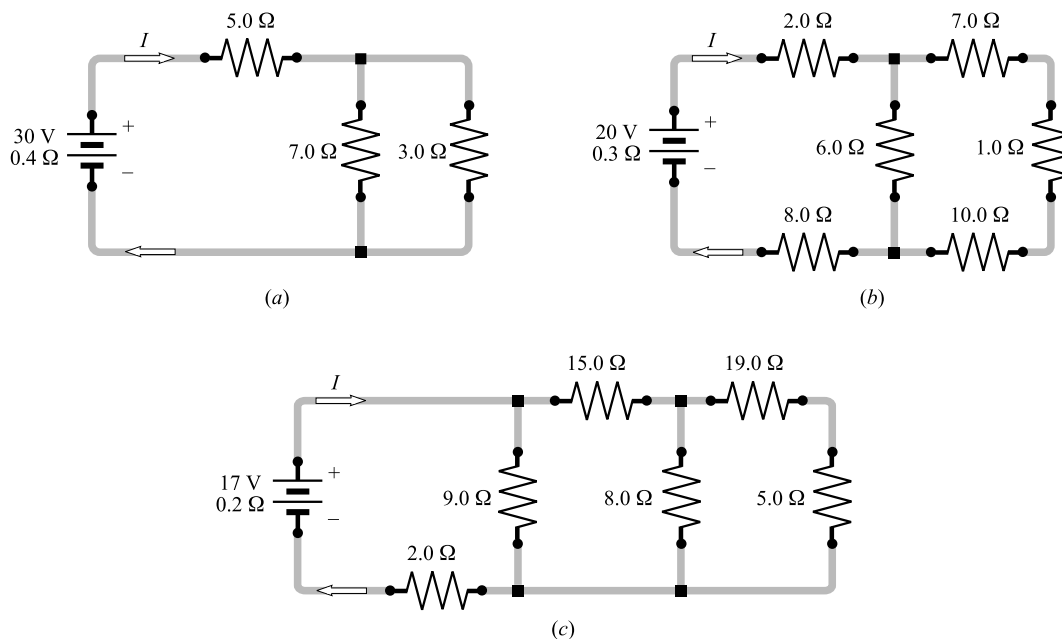 5.0 Ω
I
30 V
0.4 Ω
+
−
7.0 Ω
3.0 Ω
(a)
2.0 Ω
7.0 Ω
I
20 V
0.3 Ω
+
−
6.0 Ω
1.0 Ω
8.0 Ω
10.0 Ω
(b)
15.0 Ω
19.0 Ω
I
17 V
0.2 Ω
+
−
9.0 Ω
8.0 Ω
5.0 Ω
2.0 Ω
(c)